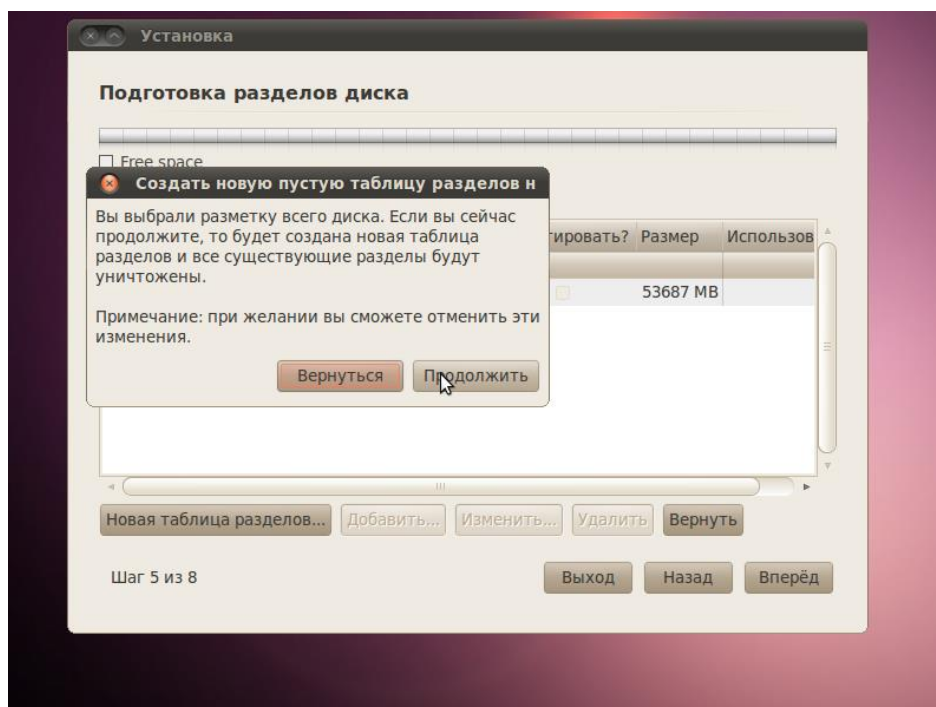 Установка
Подготовка разделов диска
Free space
Создать новую пустую таблицу разделов н
Вы выбрали разметку всего диска. Если вы сейчас
продолжите, то будет создана новая таблица
разделов и все существующие разделы будут
уничтожены.
Примечание: при желании вы сможете отменить эти
изменения.
Вернуться Продолжить
тировать? Размер Использов
53687 MB
Новая таблица разделов... Добавить... Изменить... Удалить Вернуть
Шаг 5 из 8
Выход Назад Вперёд